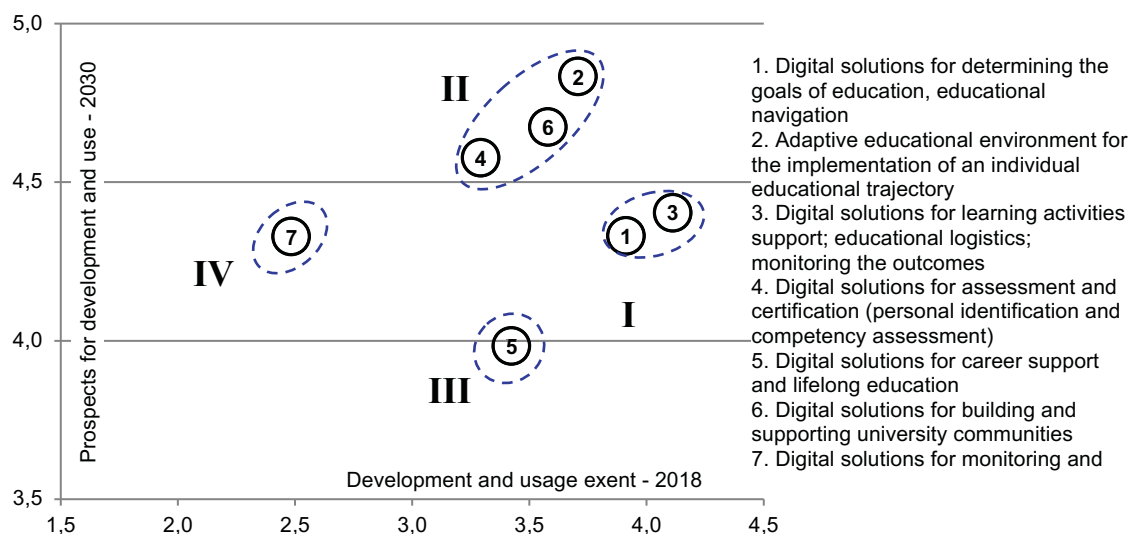 5,0
4,5
4,0
3,5
Prospects for development and use - 2030
1,5
2,0
2,5
3,0
3,5
4,0
4,5
Development and usage exent - 2018
II
2
6
4
IV
7
3
1
I
III
5
1. Digital solutions for determining the
goals of education, educational
navigation
2. Adaptive educational environment for
the implementation of an individual
educational trajectory
3. Digital solutions for learning activities
support; educational logistics;
monitoring the outcomes
4. Digital solutions for assessment and
certification (personal identification and
competency assessment)
5. Digital solutions for career support
and lifelong education
6. Digital solutions for building and
supporting university communities
7. Digital solutions for monitoring and